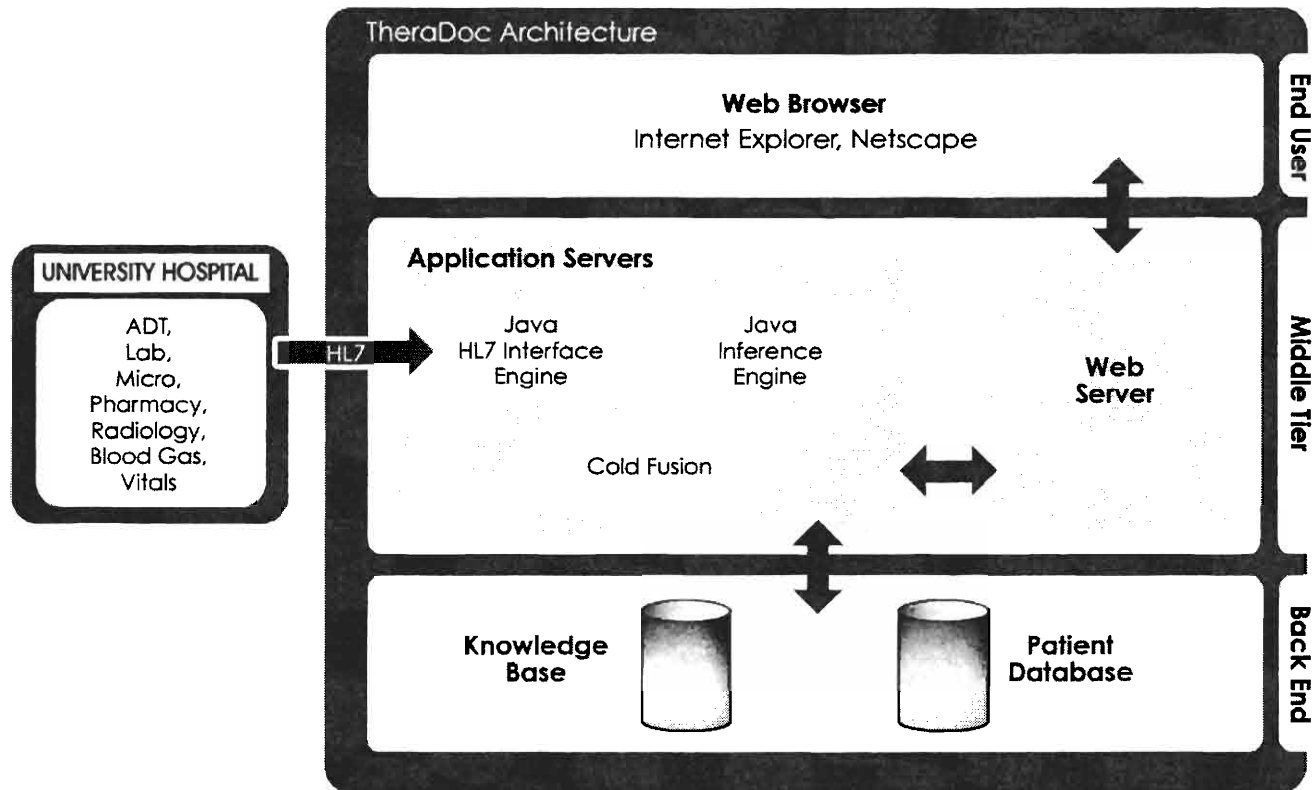 TheraDoc Architecture
Web Browser
Internet Explorer, Netscape
End User
UNIVERSITY HOSPITAL
ADT,
Lab,
Micro,
Pharmacy,
Radiology,
Blood Gas,
Vitals
HL7
Application Servers
Java
HL7 Interface
Engine
Java
Inference
Engine
Cold Fusion
Web
Server
Middle Tier
Knowledge
Base
Patient
Database
Back End